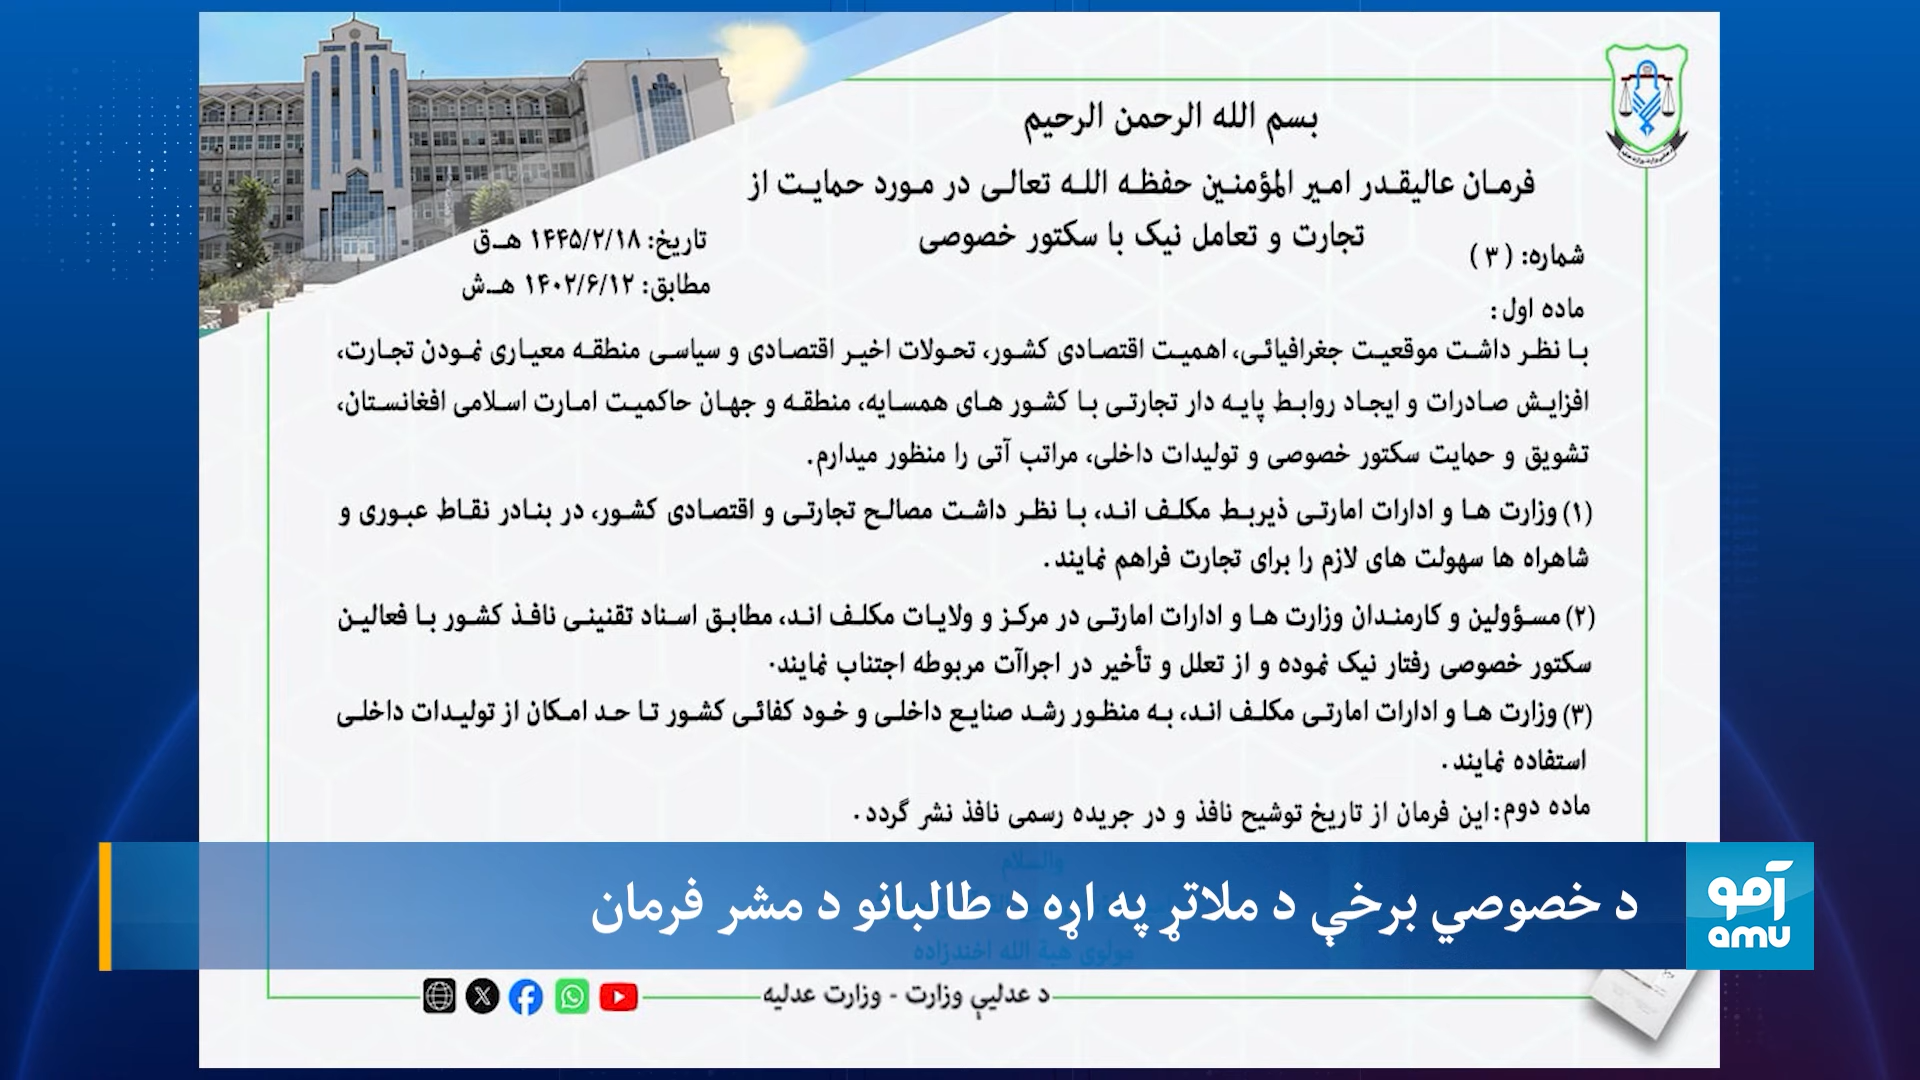 بسم الله الرحمن الرحیم
فرمان عالیقدر امیر المؤمنین حفظه الله تعالی در مورد حمایت از
تجارت و تعامل نیک با سکتور خصوصی
شماره: ( ۳ )
تاریخ: ۱۴۴۵/۲/۱۸ هـ ق
مطابق: ۱۴۰۲/۶/۱۲ هـ ش
ماده اول:
با نظر داشت موقعیت جغرافیائی، اهمیت اقتصادی کشور، تحولات اخیر اقتصادی و سیاسی منطقه معیاری نمودن تجارت،
افزایش صادرات و ایجاد روابط پایه دار تجارتی با کشور های همسایه، منطقه و جهان حاکمیت امارت اسلامی افغانستان،
تشویق و حمایت سکتور خصوصی و تولیدات داخلی، مراتب آتی را منظور میدارم.
(۱) وزارت ها و ادارات امارتی ذیربط مکلف اند، با نظر داشت مصالح تجارتی و اقتصادی کشور، در بنادر نقاط عبوری و
شاهراه ها سهولت های لازم را برای تجارت فراهم نمایند.
(۲) مسؤولین و کارمندان وزارت ها و ادارات امارتی در مرکز و ولایات مکلف اند، مطابق اسناد تقنینی نافذ کشور با فعالین
سکتور خصوصی رفتار نیک نموده و از تعلل و تأخیر در اجراآت مربوطه اجتناب نمایند.
(۳) وزارت ها و ادارات امارتی مکلف اند، به منظور رشد صنایع داخلی و خود کفائی کشور تا حد امکان از تولیدات داخلی
استفاده نمایند.
ماده دوم: این فرمان از تاریخ توشیح نافذ و در جریده رسمی نافذ نشر گردد.
والسلام
مولوی هبة الله اخندزاده
د خصوصي برخې د ملاتړ په اړه د طالبانو د مشر فرمان
آمو
amu
د عدلیې وزارت - وزارت عدلیه